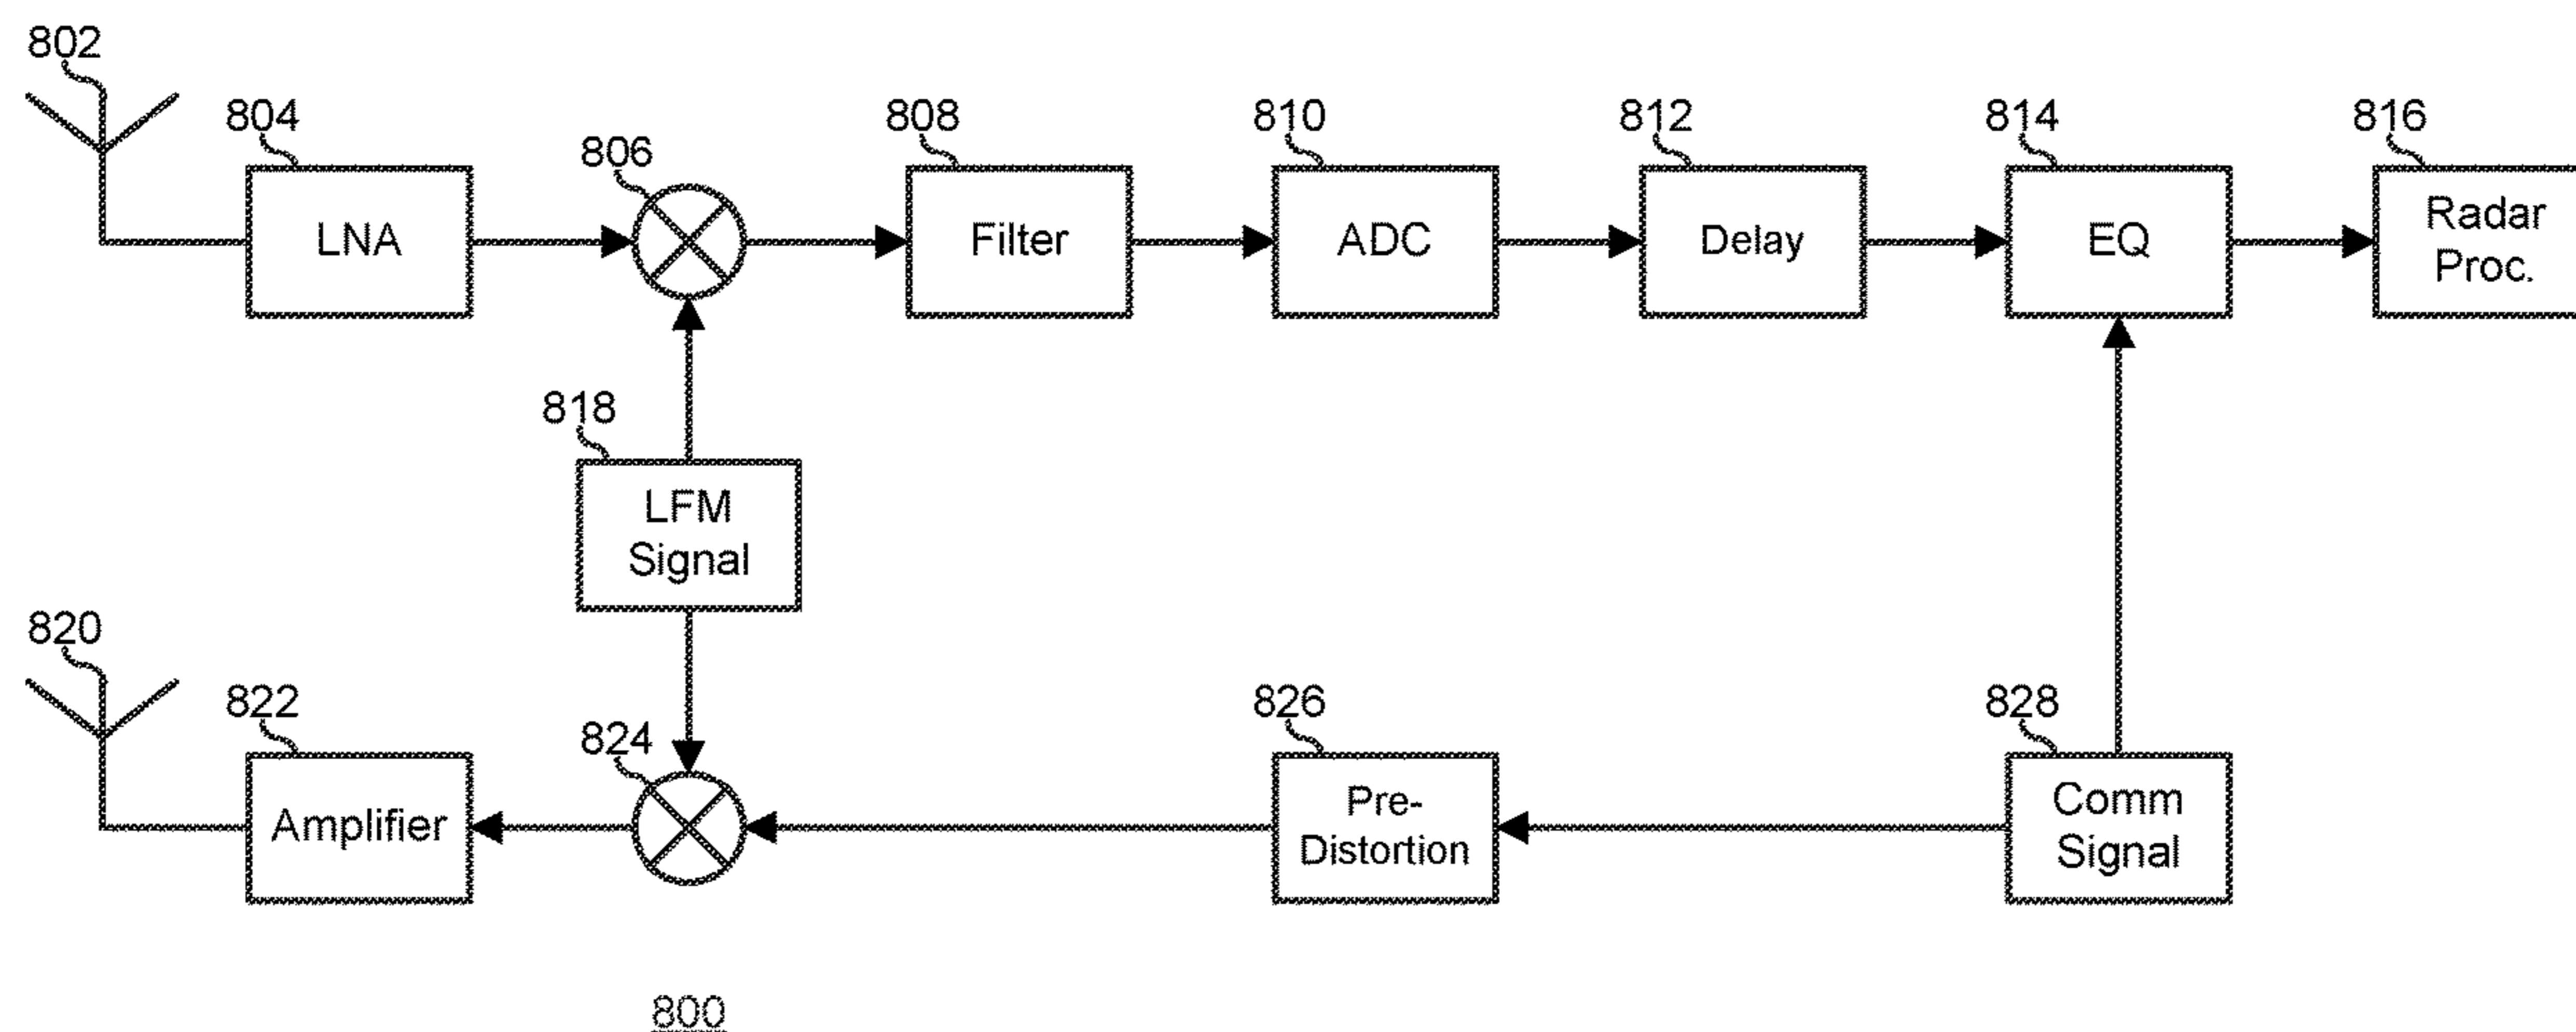 802
804
806
808
810
812
814
816
LNA
Filter
ADC
Delay
EQ
Radar
Proc.
818
LFM
Signal
820
822
824
826
828
Amplifier
Pre-
Distortion
Comm
Signal
800